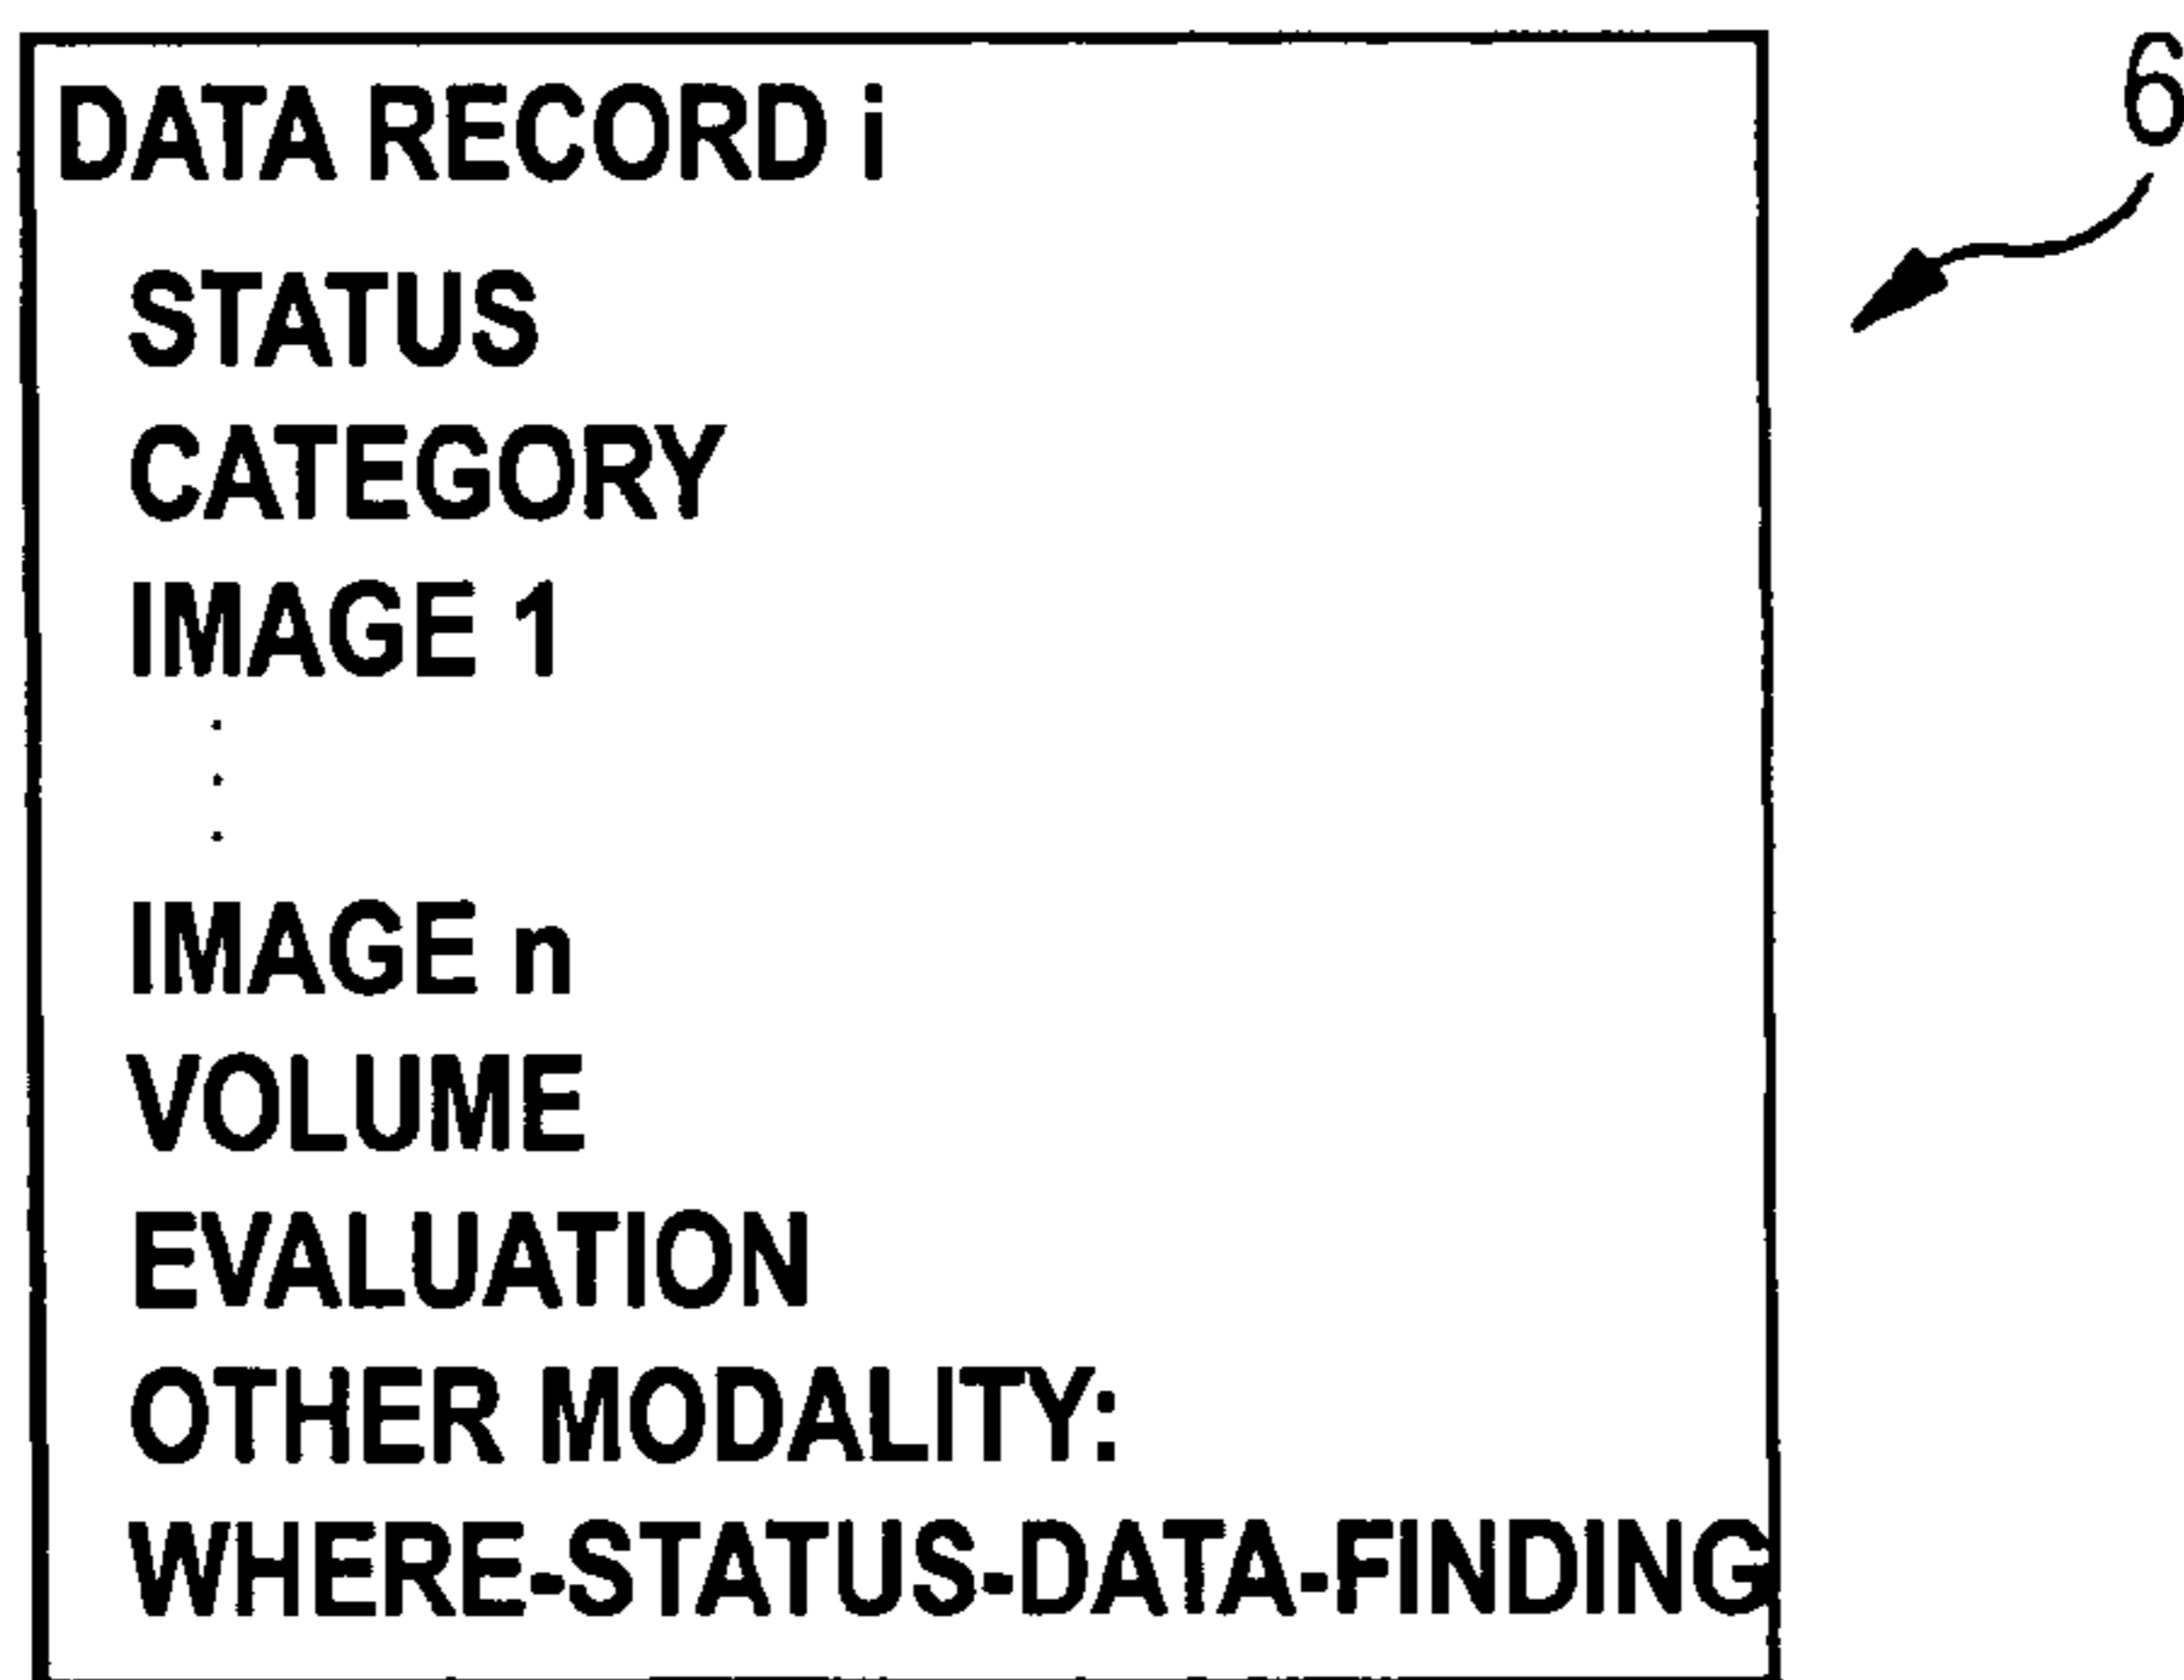 DATA RECORD i
6
STATUS
CATEGORY
IMAGE 1
.
.
.
IMAGE n
VOLUME
EVALUATION
OTHER MODALITY:
WHERE-STATUS-DATA-FINDING